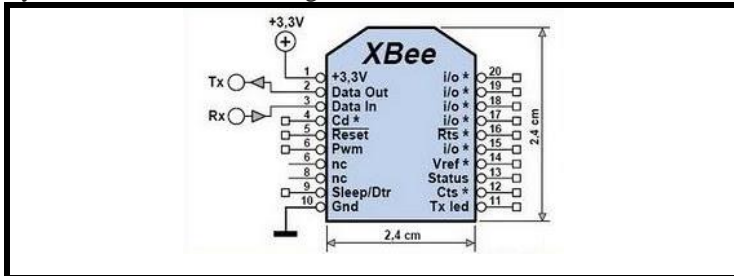 +3,3V
XBee
1 +3,3V i/o * 20
Tx 2 Data Out i/o * 19
3 Data In i/o * 18
Rx 4 Cd * i/o * 17
5 Reset Rts * 16
6 Pwm i/o * 15
6 nc Vref * 14
8 nc Status 13
9 Sleep/Dtr Cts * 12
10 Gnd Tx led 11
2,4 cm
2,4 cm